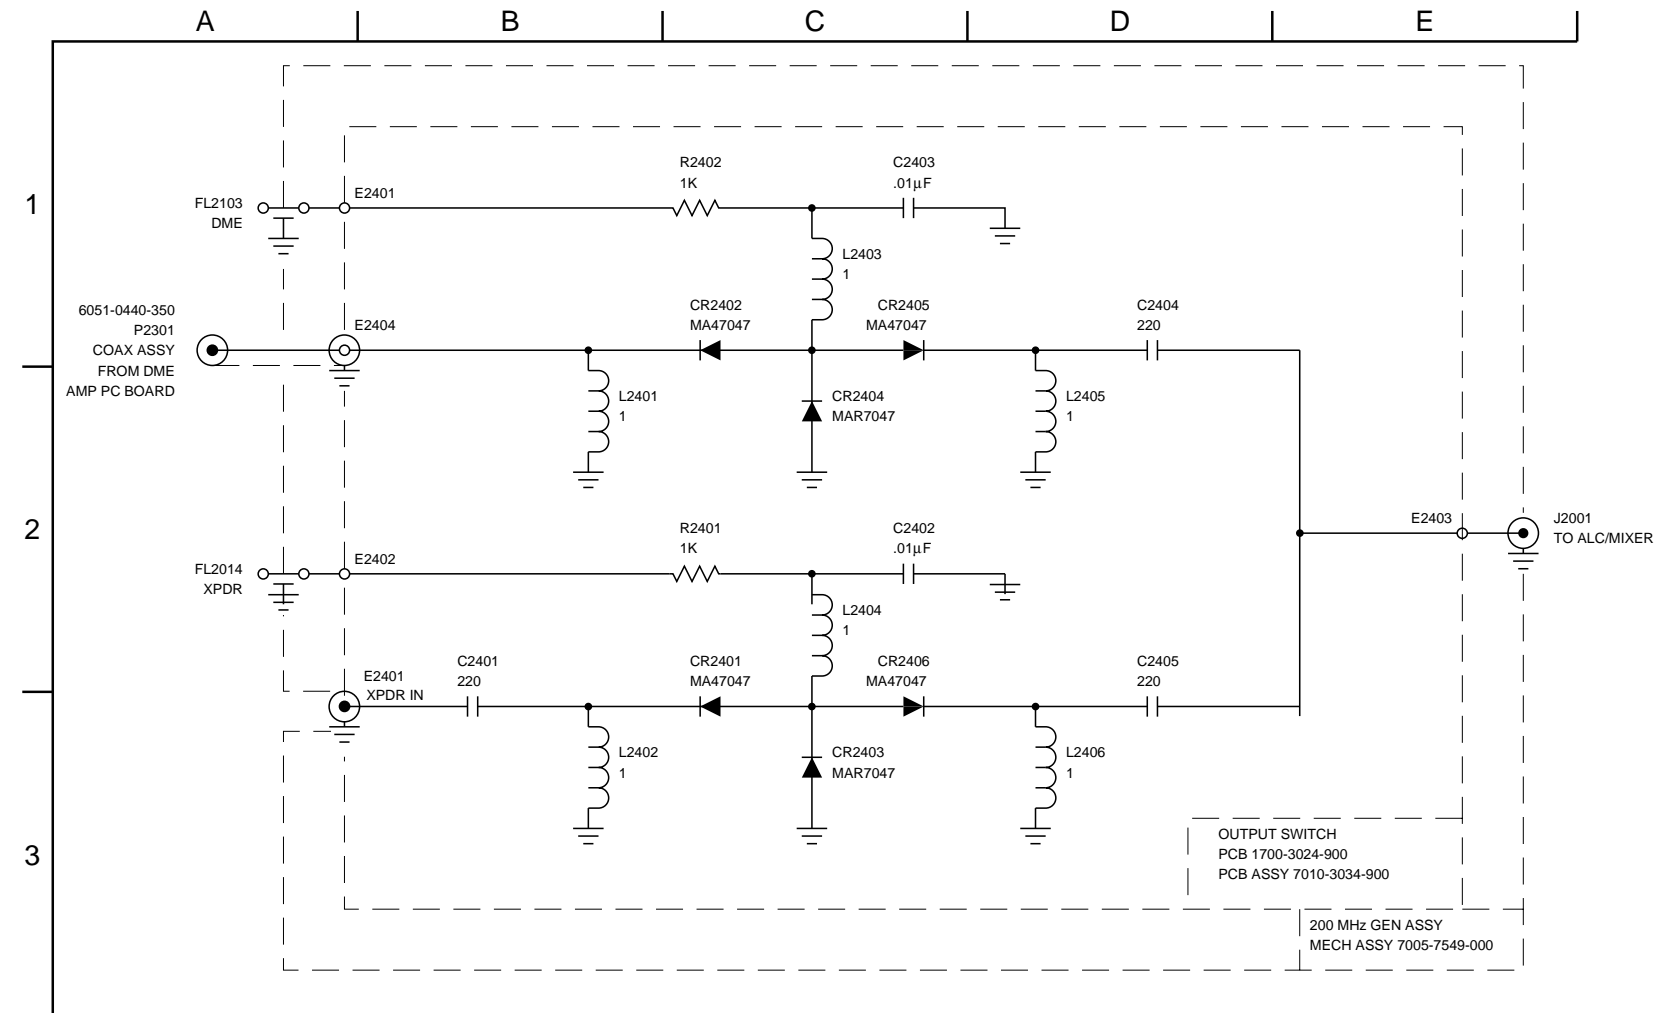 A
B
C
D
E
1
2
3
R2402
1K
C2403
.01µF
FL2103
DME
E2401
L2403
1
6051-0440-350
P2301
COAX ASSY
FROM DME
AMP PC BOARD
E2404
CR2402
MA47047
CR2405
MA47047
C2404
220
L2401
1
CR2404
MAR7047
L2405
1
R2401
1K
C2402
.01µF
E2403
J2001
TO ALC/MIXER
FL2014
XPDR
E2402
L2404
1
E2401
XPDR IN
C2401
220
CR2401
MA47047
CR2406
MA47047
C2405
220
L2402
1
CR2403
MAR7047
L2406
1
OUTPUT SWITCH
PCB 1700-3024-900
PCB ASSY 7010-3034-900
200 MHz GEN ASSY
MECH ASSY 7005-7549-000